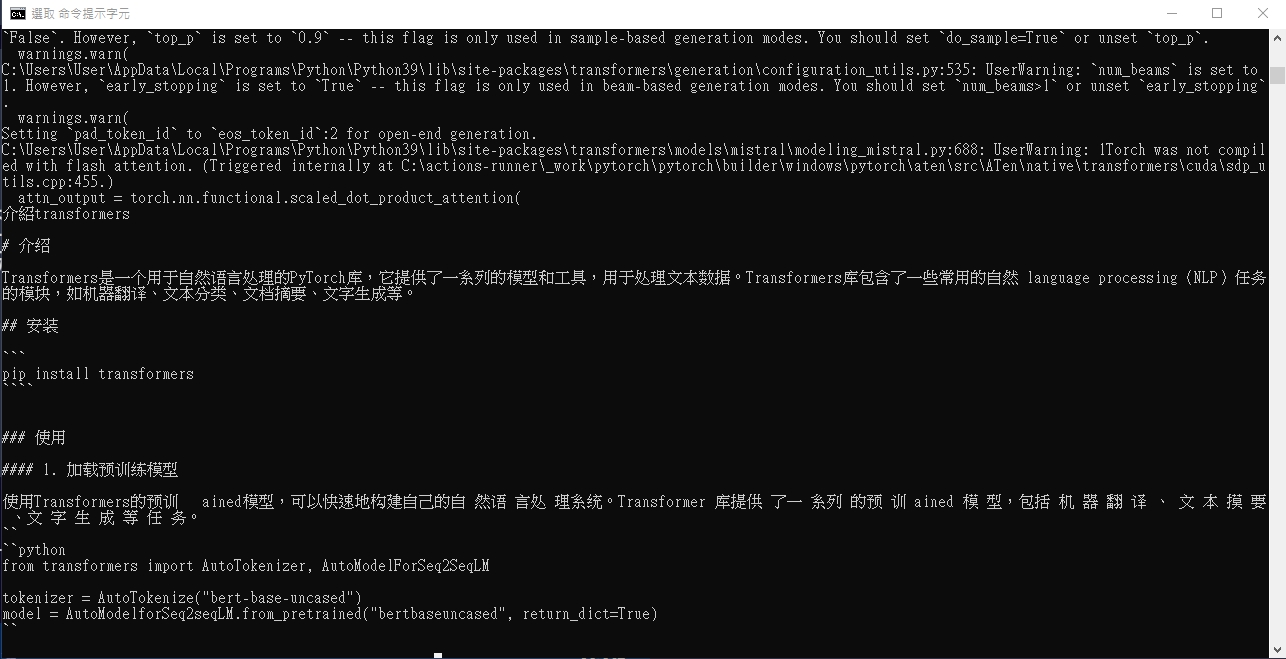 選取 命令提示字元
`False`. However, `top_p` is set to `0.9` -- this flag is only used in sample-based generation modes. You should set `do_sample=True` or unset `top_p`.
  warnings.warn(
C:\Users\User\AppData\Local\Programs\Python\Python39\lib\site-packages\transformers\generation\configuration_utils.py:535: UserWarning: `num_beams` is set to
1. However, `early_stopping` is set to `True` -- this flag is only used in beam-based generation modes. You should set `num_beams>1` or unset `early_stopping`
.
  warnings.warn(
Setting `pad_token_id` to `eos_token_id`:2 for open-end generation.
C:\Users\User\AppData\Local\Programs\Python\Python39\lib\site-packages\transformers\models\mistral\modeling_mistral.py:688: UserWarning: 1Torch was not compil
ed with flash attention. (Triggered internally at C:\actions-runner\_work\pytorch\pytorch\builder\windows\pytorch\aten\src\ATen\native\transformers\cuda\sdp_u
tils.cpp:455.)
  attn_output = torch.nn.functional.scaled_dot_product_attention(
介紹transformers
# 介绍
Transformers是一个用于自然语言处理的PyTorch库，它提供了一系列的模型和工具，用于处理文本数据。Transformers库包含了一些常用的自然 language processing (NLP) 任务
的模块，如机器翻译、文本分类、文档摘要、文字生成等。
## 安装
```
pip install transformers
````
### 使用
#### 1. 加载预训练模型
使用Transformers的预训   ained模型，可以快速地构建自己的自 然语 言处 理系统。Transformer 库提供 了一 系列 的预 训 ained 模 型，包括 机 器 翻 译 、 文 本 摸 要
、文 字 生 成 等 任 务。
``
``python
from transformers import AutoTokenizer, AutoModelForSeq2SeqLM
tokenizer = AutoTokenize("bert-base-uncased")
model = AutoModelforSeq2seqLM.from_pretrained("bertbaseuncased", return_dict=True)
``